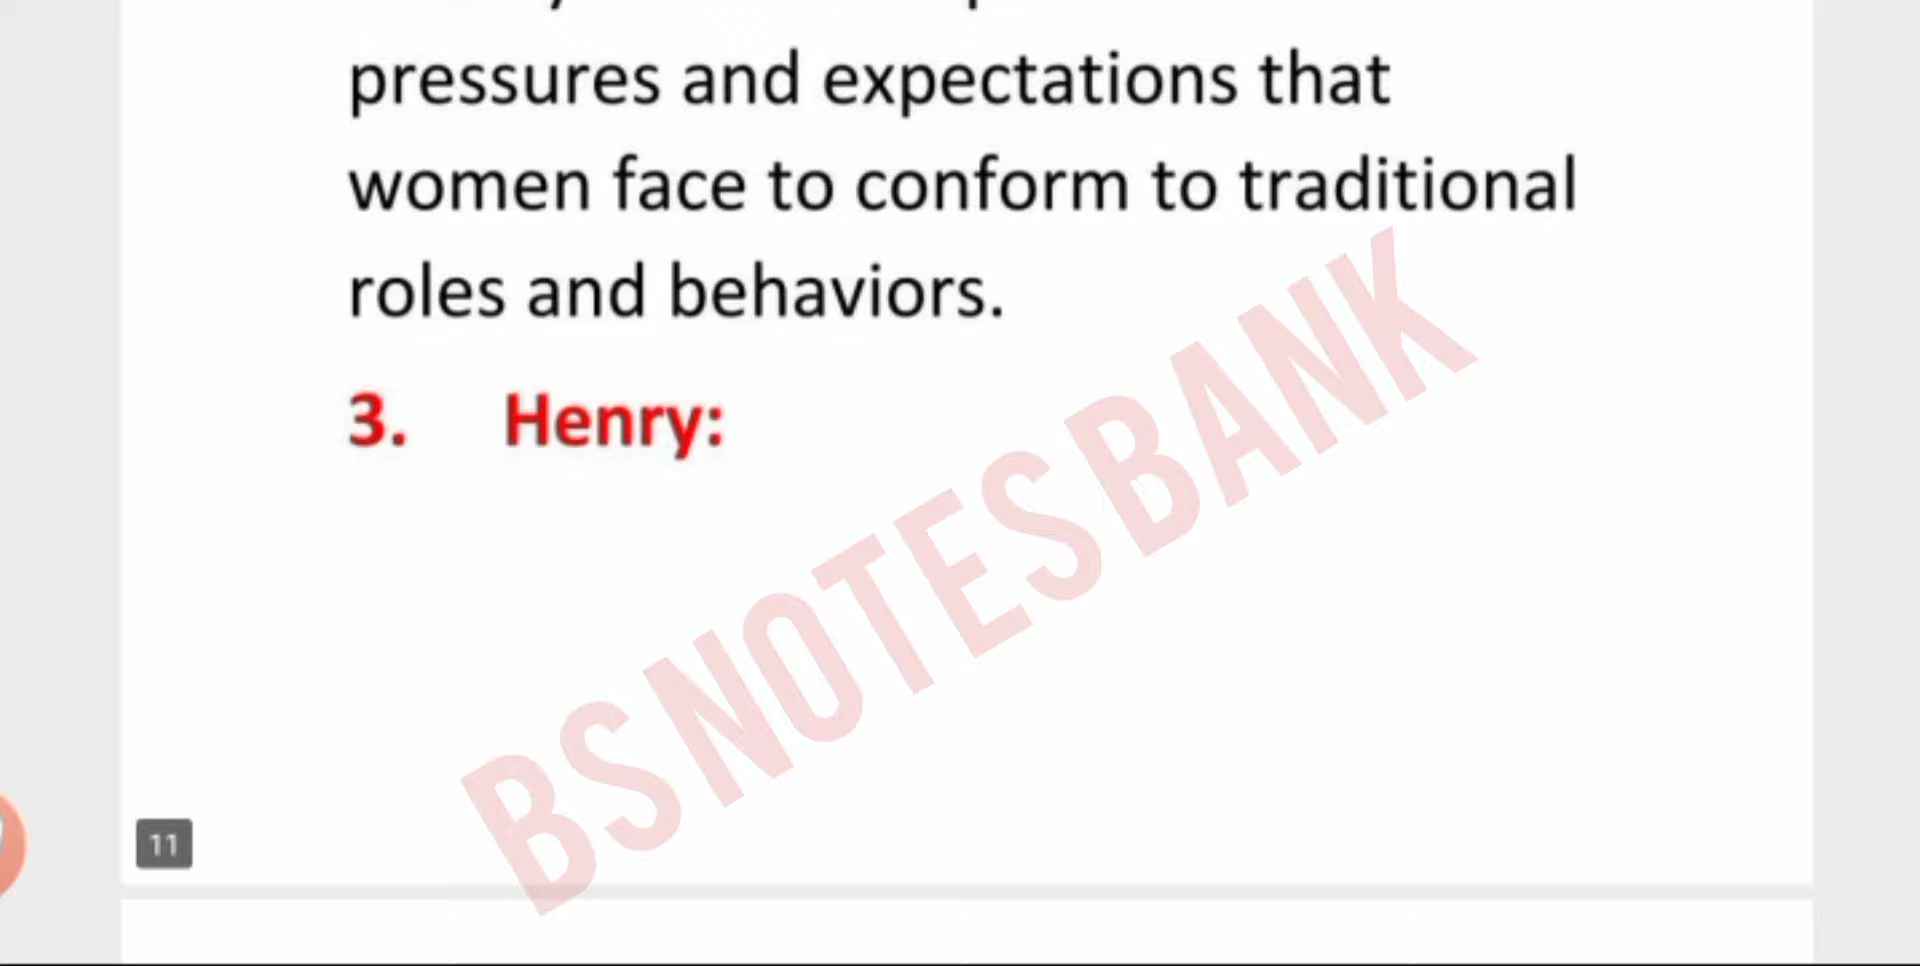 pressures and expectations that
women face to conform to traditional
roles and behaviors.
3. Henry:
BSNOTESBANK
11